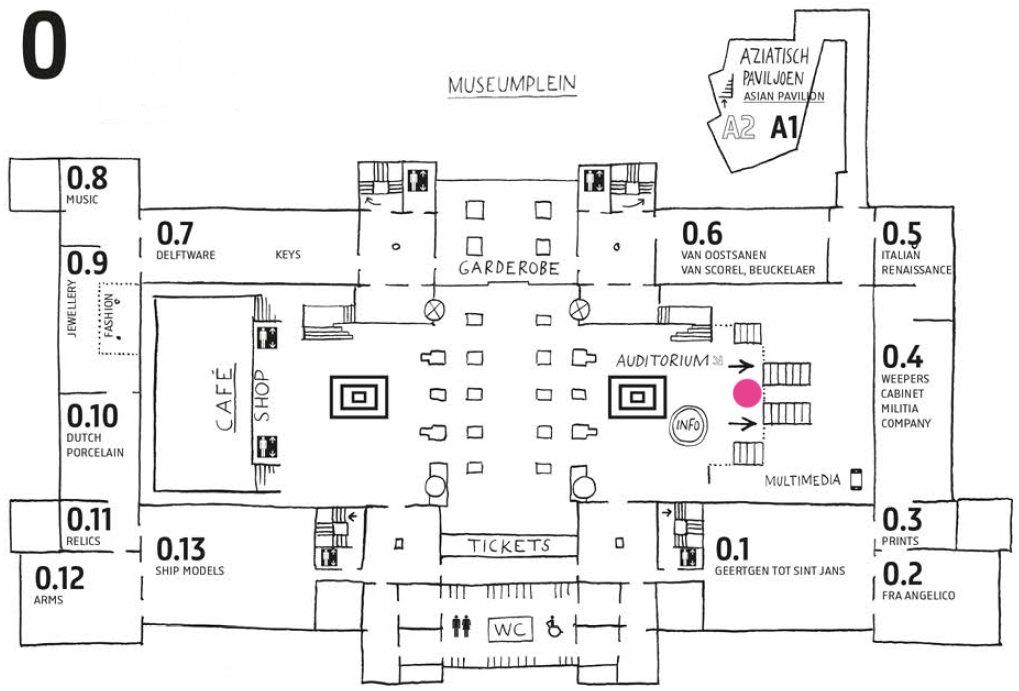 0
MUSEUMPLEIN
AZIATISCH
PAVILJOEN
ASIAN PAVILION
A2 A1
0.8
MUSIC
0.7
DELFTWARE
KEYS
0.9
JEWELLERY
FASHION
GARDEROBE
0.6
VAN OOSTSANEN
VAN SCOREL, BEUCKELAER
0.5
ITALIAN
RENAISSANCE
CAFÉ
SHOP
AUDITORIUM
INFO
MULTIMEDIA
0.4
WEEPERS
CABINET
MILITIA
COMPANY
0.10
DUTCH
PORCELAIN
0.11
RELICS
0.12
ARMS
0.13
SHIP MODELS
TICKETS
WC
0.1
GEERTGEN TOT SINT JANS
0.3
PRINTS
0.2
FRA ANGELICO